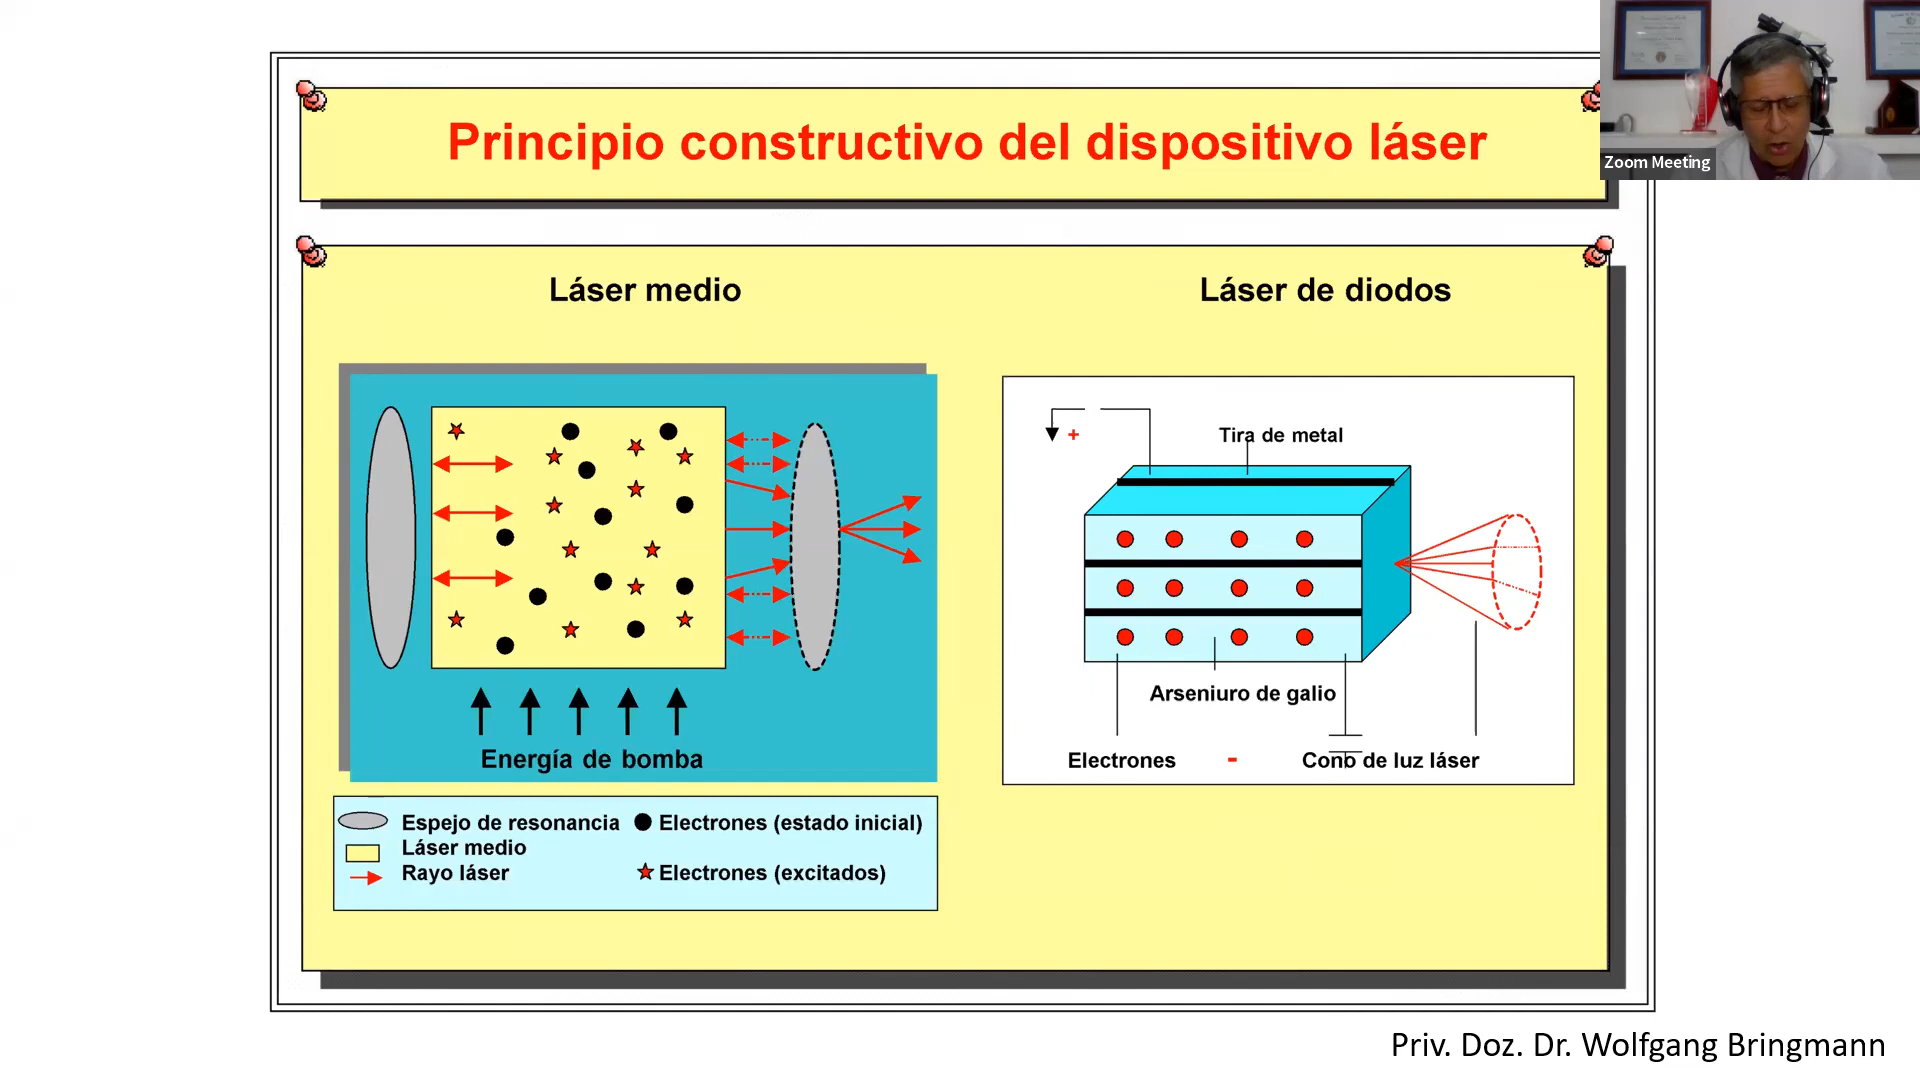 Principio constructivo del dispositivo láser
Zoom Meeting
Láser medio
Láser de diodos
+
Tira de metal
Arseniuro de galio
Energía de bomba
Electrones - Cono de luz láser
Espejo de resonancia
Electrones (estado inicial)
Láser medio
Rayo láser
Electrones (excitados)
Priv. Doz. Dr. Wolfgang Bringmann